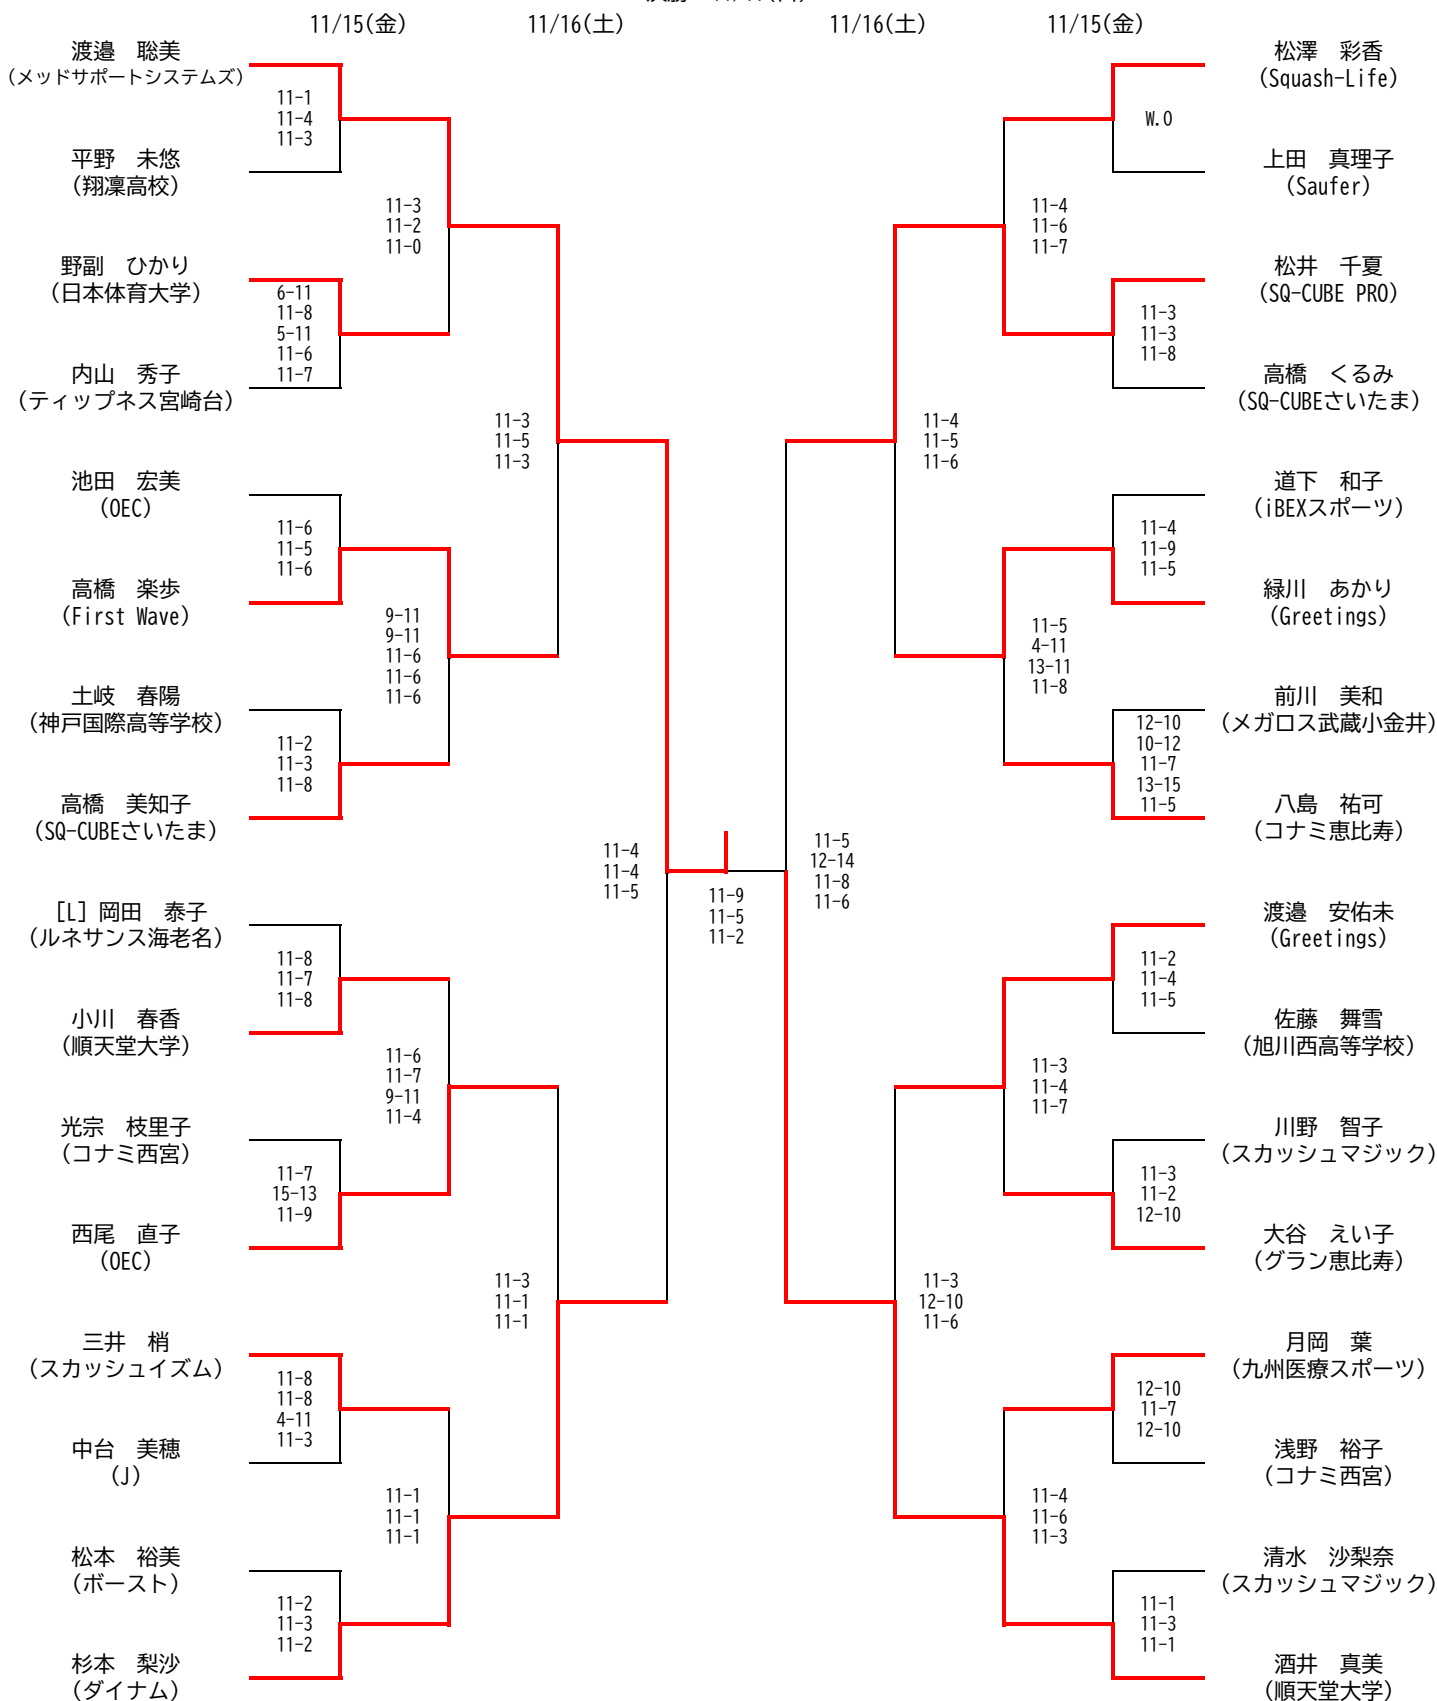 11/15(金)
11/16(土)
11/16(土)
11/15(金)
渡邉　聡美
(メッドサポートシステムズ)
11-1
11-4
11-3
平野　未悠
(翔凜高校)
11-3
11-2
11-0
野副　ひかり
(日本体育大学)
6-11
11-8
5-11
11-6
11-7
内山　秀子
(ティップネス宮崎台)
11-3
11-5
11-3
池田　宏美
(OEC)
11-6
11-5
11-6
高橋　楽歩
(First Wave)
9-11
9-11
11-6
11-6
11-6
土岐　春陽
(神戸国際高等学校)
11-2
11-3
11-8
高橋　美知子
(SQ-CUBEさいたま)
11-4
11-4
11-5
[L] 岡田　泰子
(ルネサンス海老名)
11-8
11-7
11-8
小川　春香
(順天堂大学)
11-6
11-7
9-11
11-4
光宗　枝里子
(コナミ西宮)
11-7
15-13
11-9
西尾　直子
(OEC)
11-3
11-1
11-1
三井　梢
(スカッシュイズム)
11-8
11-8
4-11
11-3
中台　美穂
(J)
11-1
11-1
11-1
松本　裕美
(ボースト)
11-2
11-3
11-2
杉本　梨沙
(ダイナム)
11-9
11-5
11-2
松澤　彩香
(Squash-Life)
W.O
上田　真理子
(Saufer)
11-4
11-6
11-7
松井　千夏
(SQ-CUBE PRO)
11-3
11-3
11-8
高橋　くるみ
(SQ-CUBEさいたま)
11-4
11-5
11-6
道下　和子
(iBEXスポーツ)
11-4
11-9
11-5
緑川　あかり
(Greetings)
11-5
4-11
13-11
11-8
前川　美和
(メガロス武蔵小金井)
12-10
10-12
11-7
13-15
11-5
八島　祐可
(コナミ恵比寿)
11-5
12-14
11-8
11-6
渡邉　安佑未
(Greetings)
11-2
11-4
11-5
佐藤　舞雪
(旭川西高等学校)
11-3
11-4
11-7
川野　智子
(スカッシュマジック)
11-3
11-2
12-10
大谷　えい子
(グラン恵比寿)
11-3
12-10
11-6
月岡　葉
(九州医療スポーツ)
12-10
11-7
12-10
浅野　裕子
(コナミ西宮)
11-4
11-6
11-3
清水　沙梨奈
(スカッシュマジック)
11-1
11-3
11-1
酒井　真美
(順天堂大学)